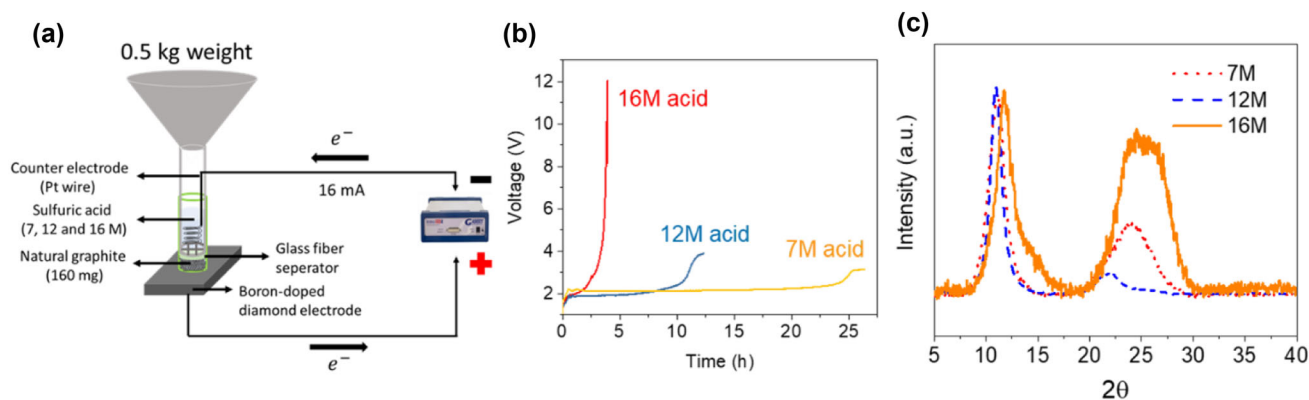 (a)
0.5 kg weight
Counter electrode
(Pt wire)
Sulfuric acid
(7, 12 and 16 M)
Natural graphite
(160 mg)
e⁻
16 mA
Glass fiber
seperator
Boron-doped
diamond electrode
e⁻
(b)
Voltage (V)
12
10
8
6
4
2
16M acid
12M acid
7M acid
0
5
10
15
20
25
Time (h)
(c)
Intensity (a.u.)
7M
12M
16M
5
10
15
20
25
30
35
40
2θ